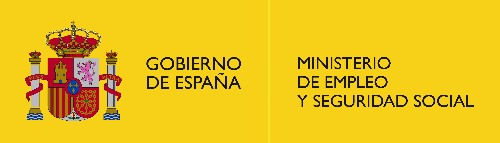 GOBIERNO
DE ESPAÑA
MINISTERIO
DE EMPLEO
Y SEGURIDAD SOCIAL